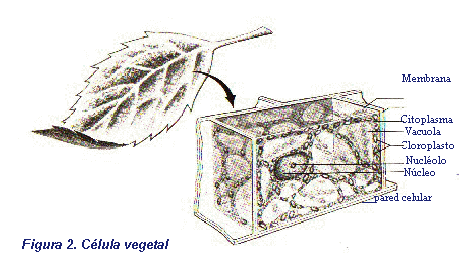 Membrana
Citoplasma
Vacuola
Cloroplasto
Nucléolo
Núcleo
pared celular
Figura 2. Célula vegetal